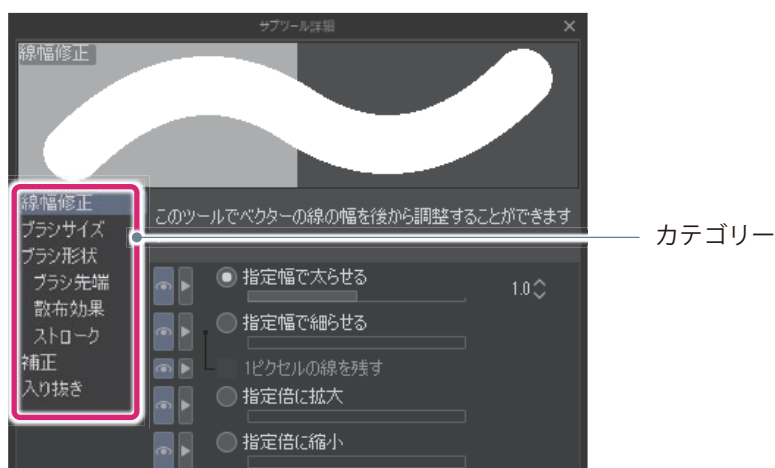 サブツール詳細
線幅修正
線幅修正
ブラシサイズ
ブラシ形状
ブラシ先端
散布効果
ストローク
補正
入り抜き
このツールでベクターの線の幅を後から調整することができます
指定幅で太らせる
1.0
指定幅で細らせる
1ピクセルの線を残す
指定倍に拡大
指定倍に縮小
カテゴリー